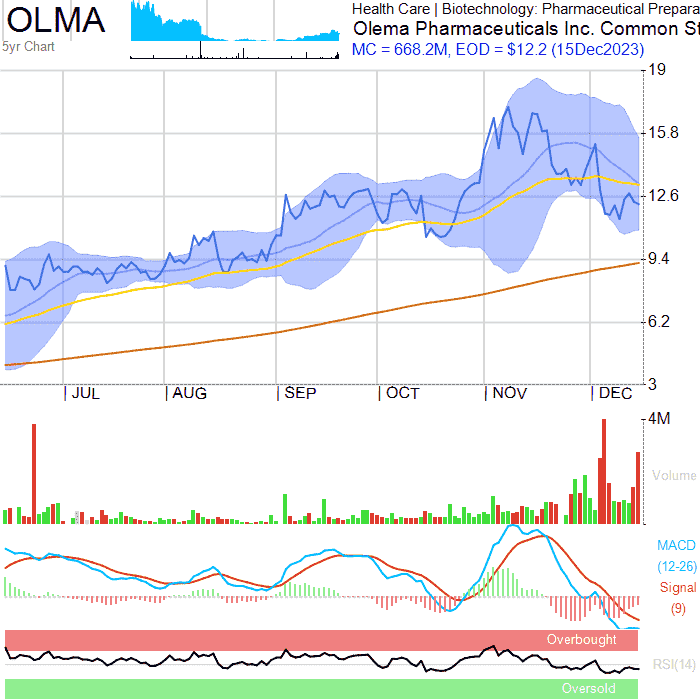 OLMA
5yr Chart
Health Care | Biotechnology: Pharmaceutical Prepara
Olema Pharmaceuticals Inc. Common St
MC = 668.2M, EOD = $12.2 (15Dec2023)
19
15.8
12.6
9.4
6.2
3
JUL AUG SEP OCT NOV DEC
4M
Volume
MACD
(12-26)
Signal
(9)
Overbought
RSI(14)
Oversold